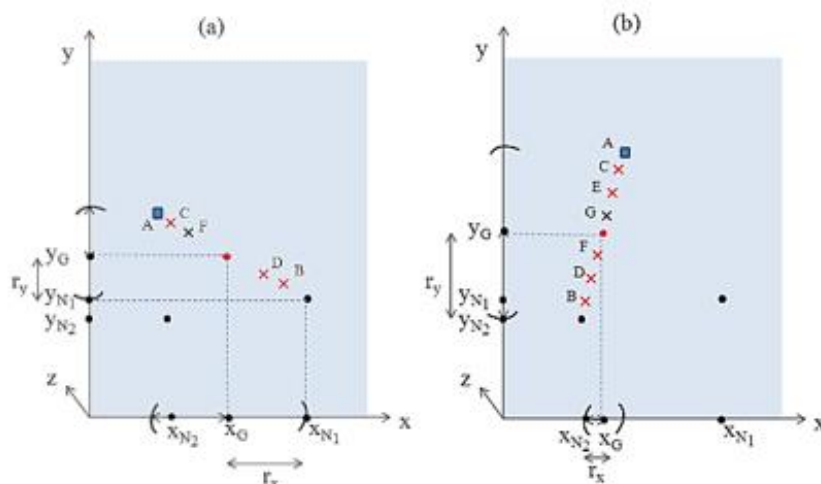 (a)
y
A
C
F
D
B
y_G
r_y
y_N1
y_N2
z
x_N2
x_G
x_N1
x
r_x
(b)
y
A
C
E
G
F
D
B
y_G
r_y
y_N1
y_N2
z
x_N2
x_G
x_N1
x
r_x